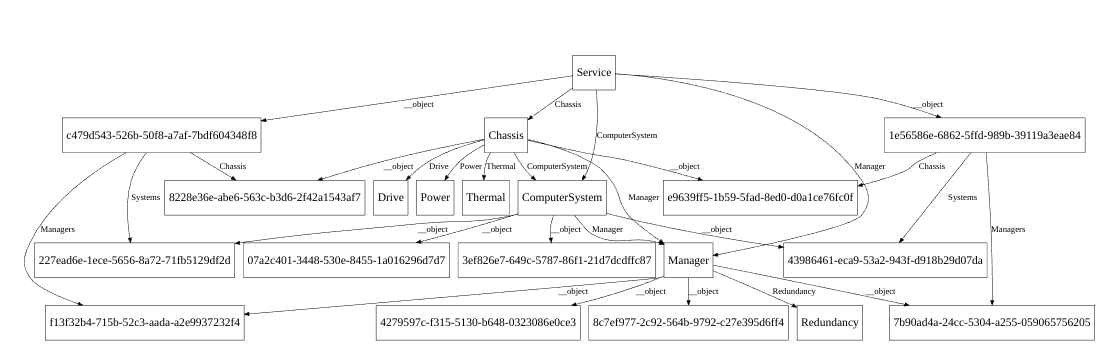 Service
__object
Chassis
__object
c479d543-526b-50f8-a7af-7bdf604348f8
Chassis
ComputerSystem
1e56586e-6862-5ffd-989b-39119a3eae84
Chassis
__object
Drive
Power
Thermal
ComputerSystem
__object
Manager
Chassis
8228e36e-abe6-563c-b3d6-2f42a1543af7
Drive
Power
Thermal
ComputerSystem
Manager
e9639ff5-1b59-5fad-8ed0-d0a1ce76fc0f
Systems
Systems
Managers
__object
__object
__object
Manager
__object
Managers
227ead6e-1ece-5656-8a72-71fb5129df2d
07a2c401-3448-530e-8455-1a016296d7d7
3ef826e7-649c-5787-86f1-21d7dcdffc87
Manager
43986461-eca9-53a2-943f-d918b29d07da
__object
__object
__object
Redundancy
__object
f13f32b4-715b-52c3-aada-a2e9937232f4
4279597c-f315-5130-b648-0323086e0ce3
8c7ef977-2c92-564b-9792-c27e395d6ff4
Redundancy
7b90ad4a-24cc-5304-a255-059065756205